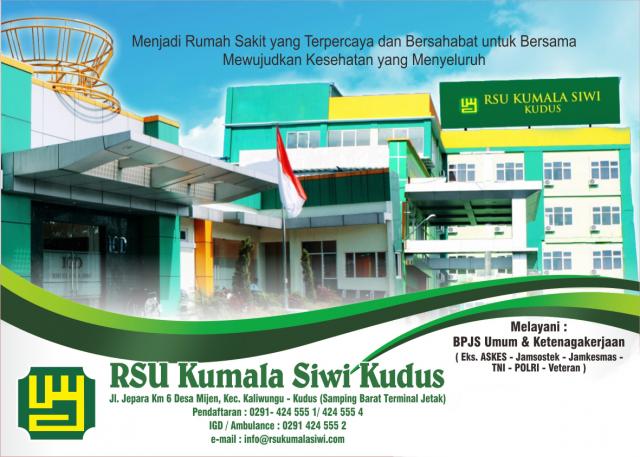 Menjadi Rumah Sakit yang Terpercaya dan Bersahabat untuk Bersama
Mewujudkan Kesehatan yang Menyeluruh
RSU KUMALA SIWI
KUDUS
IGD
Melayani :
BPJS Umum & Ketenagakerjaan
( Eks. ASKES - Jamsostek - Jamkesmas -
TNI - POLRI - Veteran )
RSU Kumala Siwi Kudus
Jl. Jepara Km 6 Desa Mijen, Kec. Kaliwungu - Kudus (Samping Barat Terminal Jetak)
Pendaftaran : 0291- 424 555 1/ 424 555 4
IGD / Ambulance : 0291 424 555 2
e-mail : info@rsukumalasiwi.com